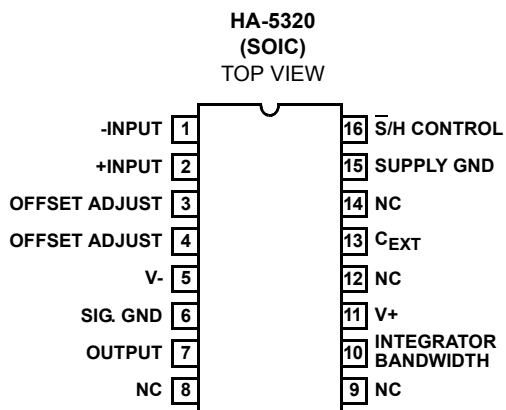 HA-5320
(SOIC)
TOP VIEW
-INPUT 1
+INPUT 2
OFFSET ADJUST 3
OFFSET ADJUST 4
V- 5
SIG. GND 6
OUTPUT 7
NC 8
16 S̅/H CONTROL
15 SUPPLY GND
14 NC
13 CEXT
12 NC
11 V+
10 INTEGRATOR
BANDWIDTH
9 NC